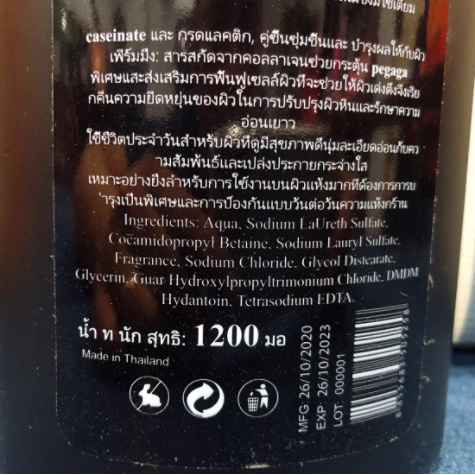 caseinate และ กรดแลคติก, คู่ซึนชุ่มชืนและ บำรุงผลให้กับผิว
เพิ่รมมึง: สารสกัดจากคอลลาเจนช่วยกระตุ้น pegaga
พิเศษและส่งเสริมการฟื้นฟูเซลล์ผิวที่จะช่วยให้ผิวเต่งตึงจึงเรีย
กคืนความยืดหยุ่นของผิวในการปรับปรุงผิวหินและรักษาความ
อ่อนเยาว
ใช้ชีวิตประจำวันสำหรับผิวที่ดูมีสุขภาพดีนุ่มละเอียดอ่อนกับคว
ามสัมพันธ์และเปล่งประกายกระจ่างใส
เหมาะอย่างยิ่งสำหรับการใช้งานบนผิวแห้งมากที่ต้องการการบ
ำรุงเป็นพิเศษและการป้องกันแบบวันต่อวันความแห้งกร้าน
Ingredients: Aqua, Sodium LaUreth Sulfate,
Cocamidopropyl Betaine, Sodium Lauryl Sulfate,
Fragrance, Sodium Chloride, Glycol Distearate,
Glycerin, Guar Hydroxylpropyltrimonium Chloride, DMDM
Hydantoin, Tetrasodium EDTA.
น้ำ ท นัก สุทธิ: 1200 มอ
Made in Thailand
MFG 26/10/2020
EXP 26/10/2023
LOT. 000001